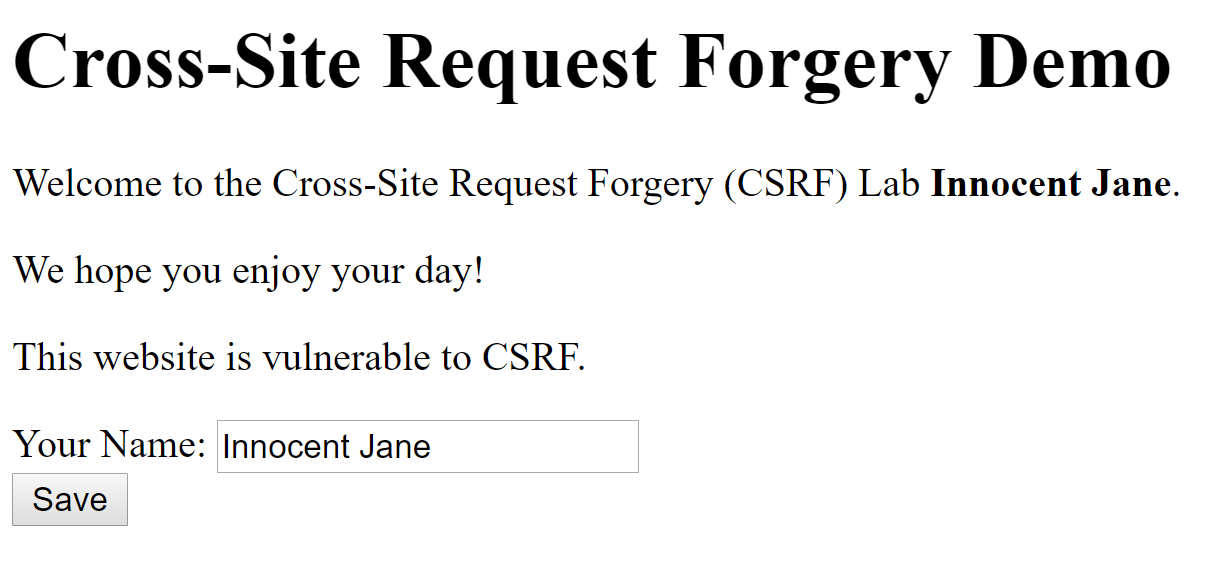 Cross-Site Request Forgery Demo
Welcome to the Cross-Site Request Forgery (CSRF) Lab Innocent Jane.
We hope you enjoy your day!
This website is vulnerable to CSRF.
Your Name: Innocent Jane
Save